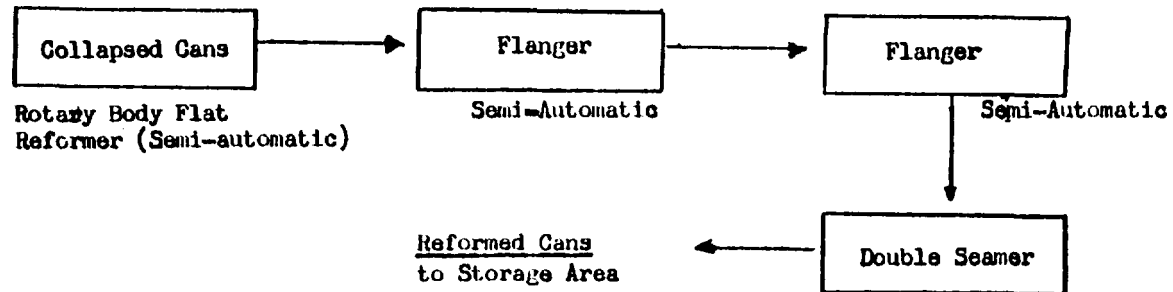 Collapsed Cans
Flanger
Flanger
Rotary Body Flat
Reformer (Semi-automatic)
Semi-Automatic
Semi-Automatic
Reformed Cans
to Storage Area
Double Seamer